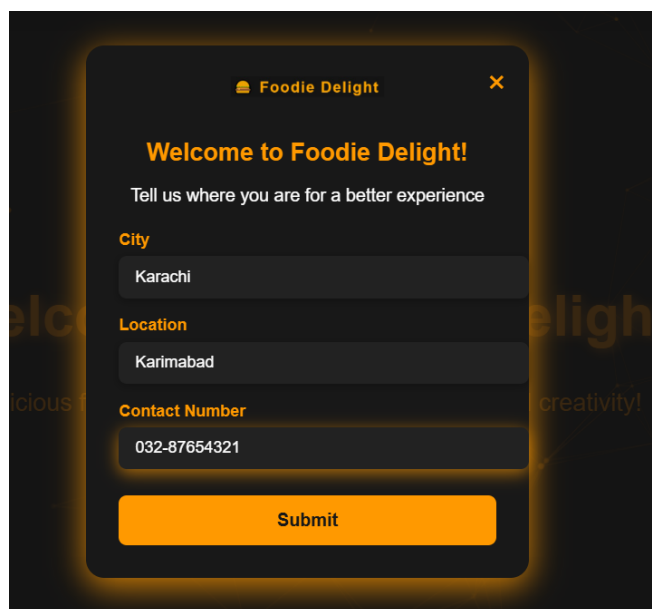 Foodie Delight
×
Welcome to Foodie Delight!
Tell us where you are for a better experience
City
Karachi
Location
Karimabad
Contact Number
032-87654321
Submit
creativity!